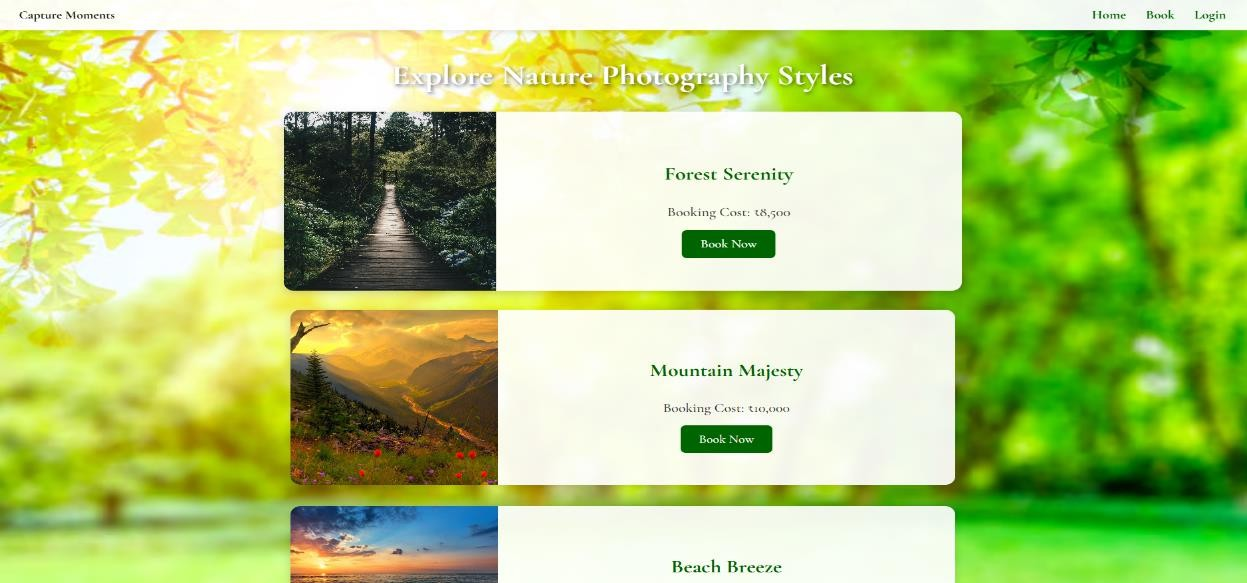 Capture Moments
Home Book Login
Explore Nature Photography Styles
Forest Serenity
Booking Cost: ₹8,500
Book Now
Mountain Majesty
Booking Cost: ₹10,000
Book Now
Beach Breeze